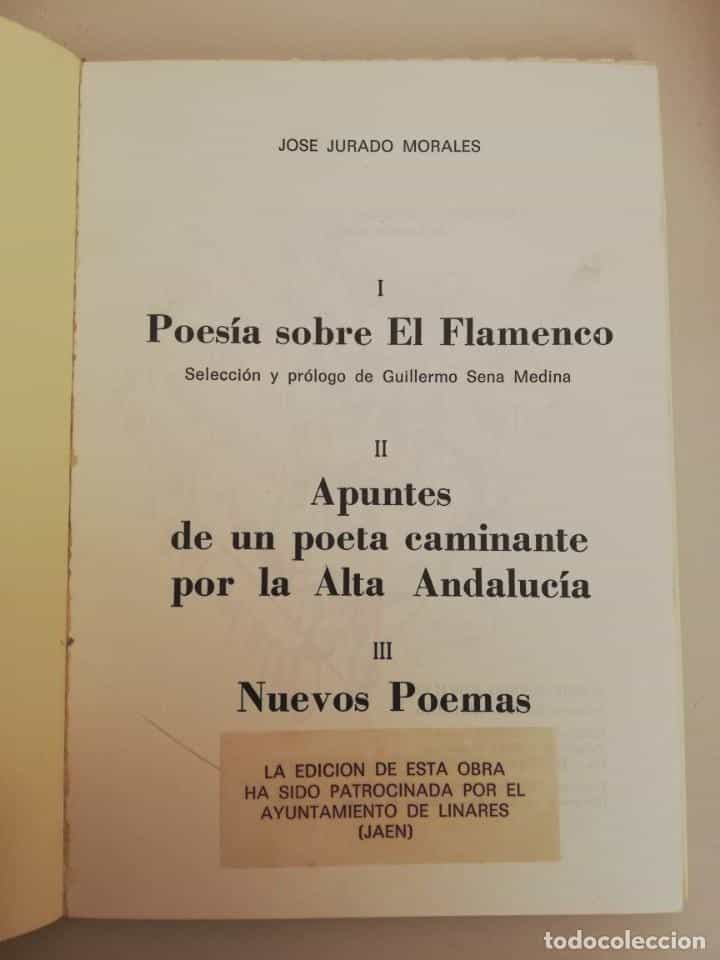 JOSE JURADO MORALES
I
Poesía sobre El Flamenco
Selección y prólogo de Guillermo Sena Medina
II
Apuntes
de un poeta caminante
por la Alta Andalucía
III
Nuevos Poemas
LA EDICION DE ESTA OBRA
HA SIDO PATROCINADA POR EL
AYUNTAMIENTO DE LINARES
(JAEN)
todocoleccion